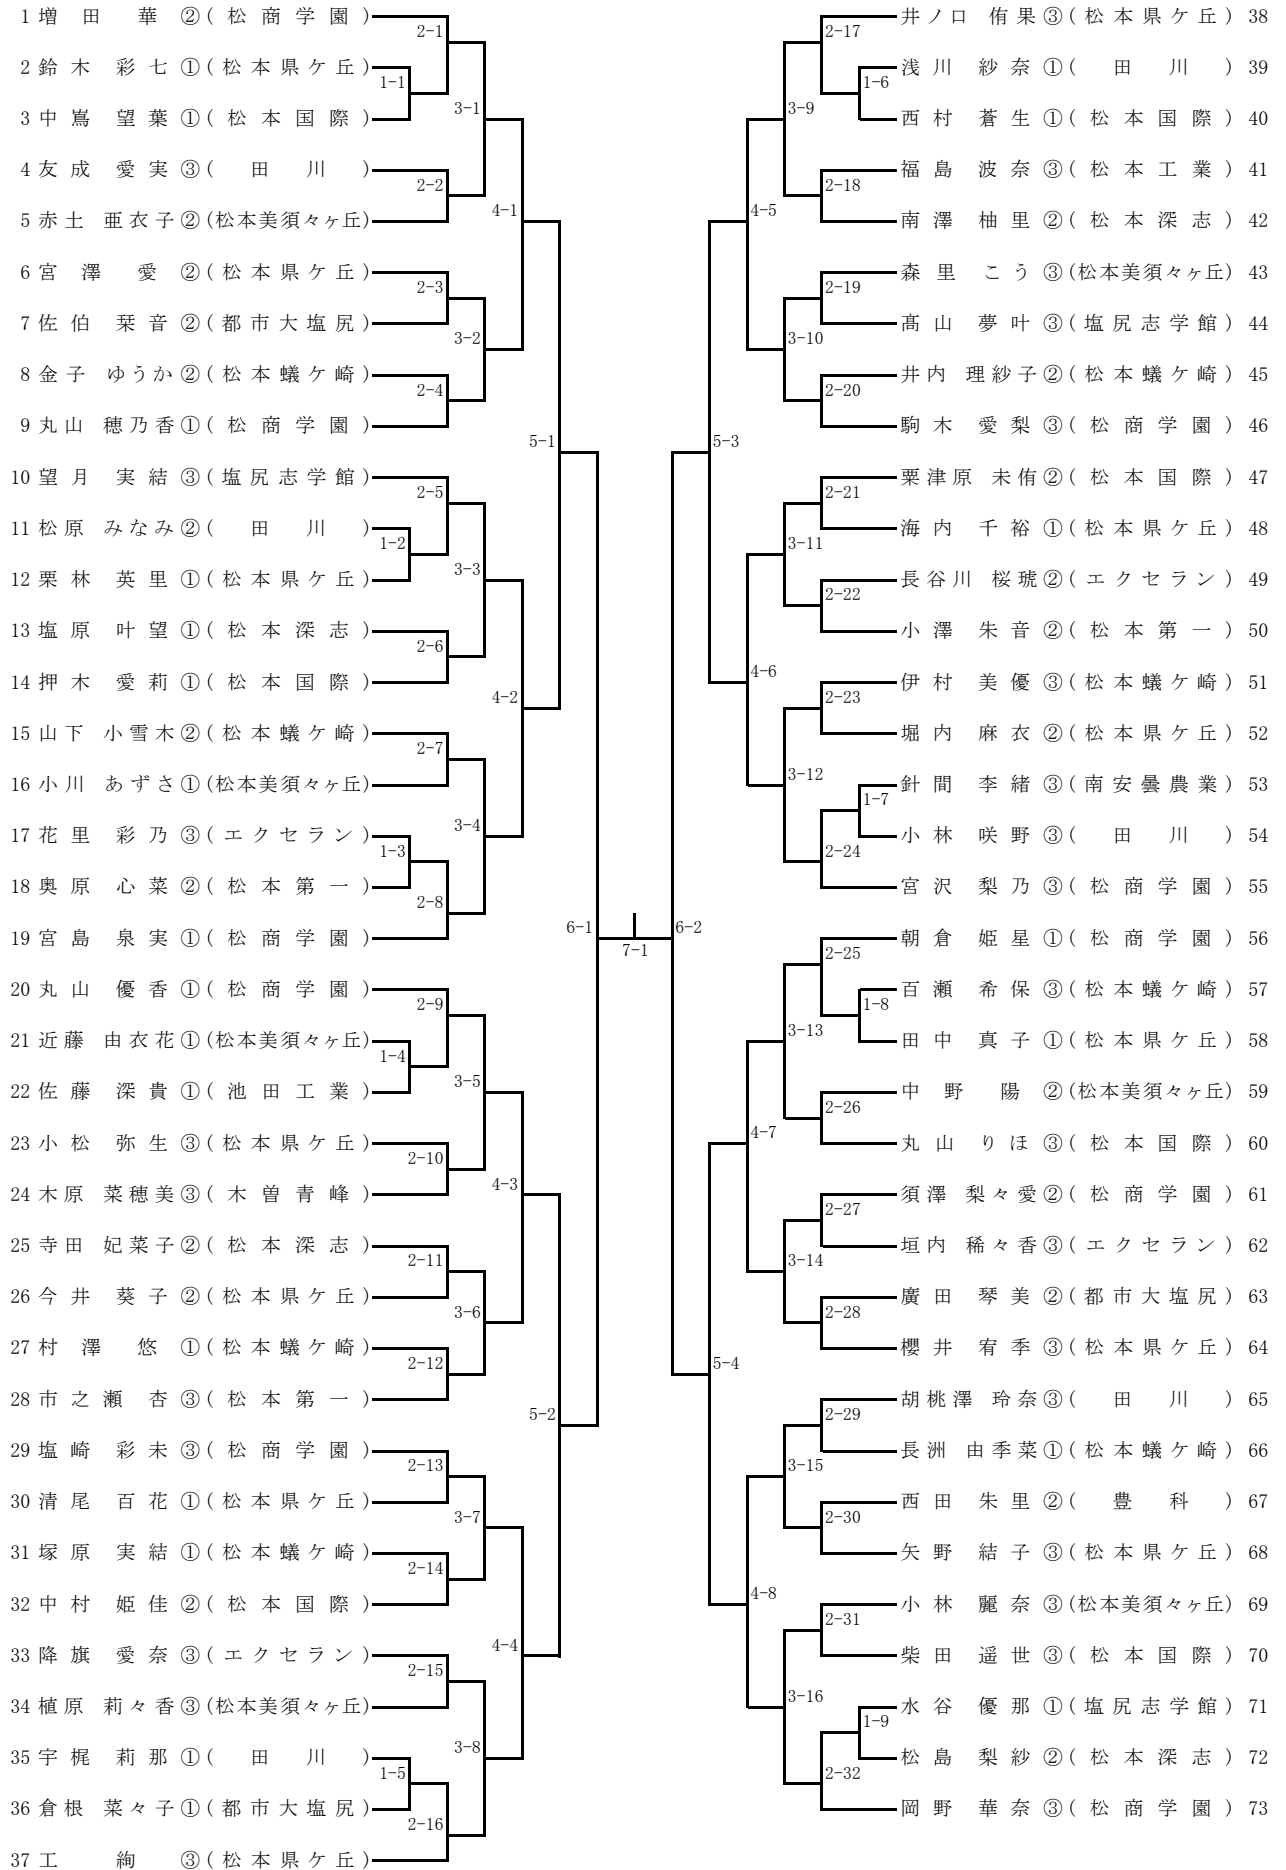 1 増田 華 ②(松商学園)
2-1
2 鈴木 彩七 ①(松本県ケ丘)
1-1
3 中嶌 望葉 ①(松本国際)
3-1
4 友成 愛実 ③(田川)
2-2
5 赤土 亜衣子 ②(松本美須々ヶ丘)
4-1
6 宮澤 愛 ②(松本県ケ丘)
2-3
7 佐伯 栞音 ②(都市大塩尻)
3-2
8 金子 ゆうか ②(松本蟻ケ崎)
2-4
9 丸山 穂乃香 ①(松商学園)
5-1
10 望月 実結 ③(塩尻志学館)
2-5
11 松原 みなみ ②(田川)
1-2
12 栗林 英里 ①(松本県ケ丘)
3-3
13 塩原 叶望 ①(松本深志)
2-6
14 押木 愛莉 ①(松本国際)
4-2
15 山下 小雪木 ②(松本蟻ケ崎)
2-7
16 小川 あずさ ①(松本美須々ヶ丘)
3-4
17 花里 彩乃 ③(エクセラン)
1-3
18 奥原 心菜 ②(松本第一)
2-8
19 宮島 泉実 ①(松商学園)
6-1
20 丸山 優香 ①(松商学園)
2-9
21 近藤 由衣花 ①(松本美須々ヶ丘)
1-4
22 佐藤 深貴 ①(池田工業)
3-5
23 小松 弥生 ③(松本県ケ丘)
2-10
24 木原 菜穂美 ③(木曽青峰)
4-3
25 寺田 妃菜子 ②(松本深志)
2-11
26 今井 葵子 ②(松本県ケ丘)
3-6
27 村澤 悠 ①(松本蟻ケ崎)
2-12
28 市之瀬 杏 ③(松本第一)
5-2
29 塩崎 彩未 ③(松商学園)
2-13
30 清尾 百花 ①(松本県ケ丘)
3-7
31 塚原 実結 ①(松本蟻ケ崎)
2-14
32 中村 姫佳 ②(松本国際)
4-4
33 降旗 愛奈 ③(エクセラン)
2-15
34 植原 莉々香 ③(松本美須々ヶ丘)
3-8
35 宇梶 莉那 ①(田川)
1-5
36 倉根 菜々子 ①(都市大塩尻)
2-16
37 工 絢 ③(松本県ケ丘)
7-1
井ノ口 侑果 ③(松本県ケ丘) 38
2-17
浅川 紗奈 ①(田川) 39
1-6
西村 蒼生 ①(松本国際) 40
3-9
福島 波奈 ③(松本工業) 41
2-18
南澤 柚里 ②(松本深志) 42
4-5
森里 こう ③(松本美須々ヶ丘) 43
2-19
髙山 夢叶 ③(塩尻志学館) 44
3-10
井内 理紗子 ②(松本蟻ケ崎) 45
2-20
駒木 愛梨 ③(松商学園) 46
5-3
粟津原 未侑 ②(松本国際) 47
2-21
海内 千裕 ①(松本県ケ丘) 48
3-11
長谷川 桜琥 ②(エクセラン) 49
2-22
小澤 朱音 ②(松本第一) 50
4-6
伊村 美優 ③(松本蟻ケ崎) 51
2-23
堀内 麻衣 ②(松本県ケ丘) 52
3-12
針間 李緒 ③(南安曇農業) 53
1-7
小林 咲野 ③(田川) 54
2-24
宮沢 梨乃 ③(松商学園) 55
6-2
朝倉 姫星 ①(松商学園) 56
2-25
百瀬 希保 ③(松本蟻ケ崎) 57
1-8
田中 真子 ①(松本県ケ丘) 58
3-13
中野 陽 ②(松本美須々ヶ丘) 59
2-26
丸山 りほ ③(松本国際) 60
4-7
須澤 梨々愛 ②(松商学園) 61
2-27
垣内 稀々香 ③(エクセラン) 62
3-14
廣田 琴美 ②(都市大塩尻) 63
2-28
櫻井 宥季 ③(松本県ケ丘) 64
5-4
胡桃澤 玲奈 ③(田川) 65
2-29
長洲 由季菜 ①(松本蟻ケ崎) 66
3-15
西田 朱里 ②(豊科) 67
2-30
矢野 結子 ③(松本県ケ丘) 68
4-8
小林 麗奈 ③(松本美須々ヶ丘) 69
2-31
柴田 遥世 ③(松本国際) 70
3-16
水谷 優那 ①(塩尻志学館) 71
1-9
松島 梨紗 ②(松本深志) 72
2-32
岡野 華奈 ③(松商学園) 73